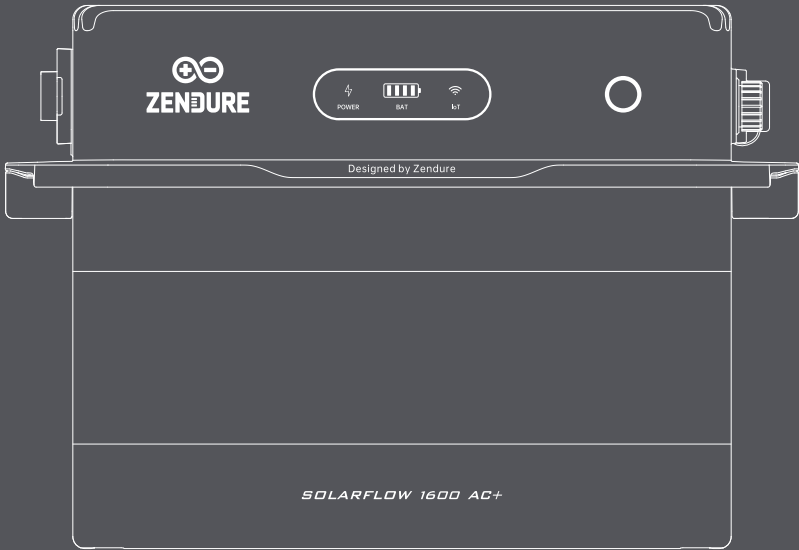 ZENDURE
POWER BAT IoT
Designed by Zendure
SOLARFLOW 1600 AC+